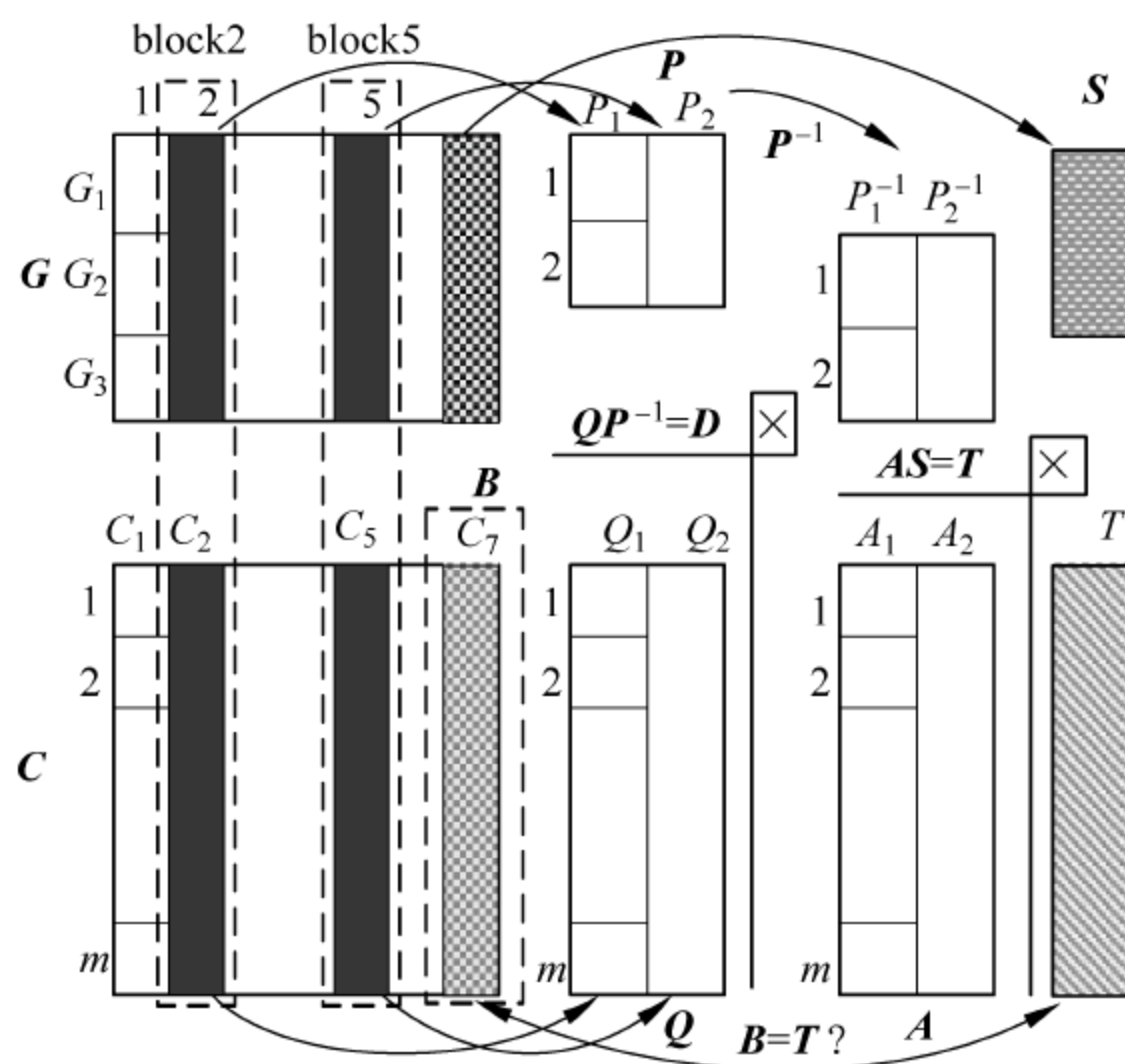 block2 block5
1 2 5
P
P₁ P₂
P⁻¹
S
G
G₁
G₂
G₃
1
2
P₁⁻¹ P₂⁻¹
1
2
QP⁻¹=D ×
AS=T ×
B
C₁ C₂ C₅ C₇
Q₁ Q₂
A₁ A₂
T
1 1 1
2 2 2
C
m m m
Q B=T ? A